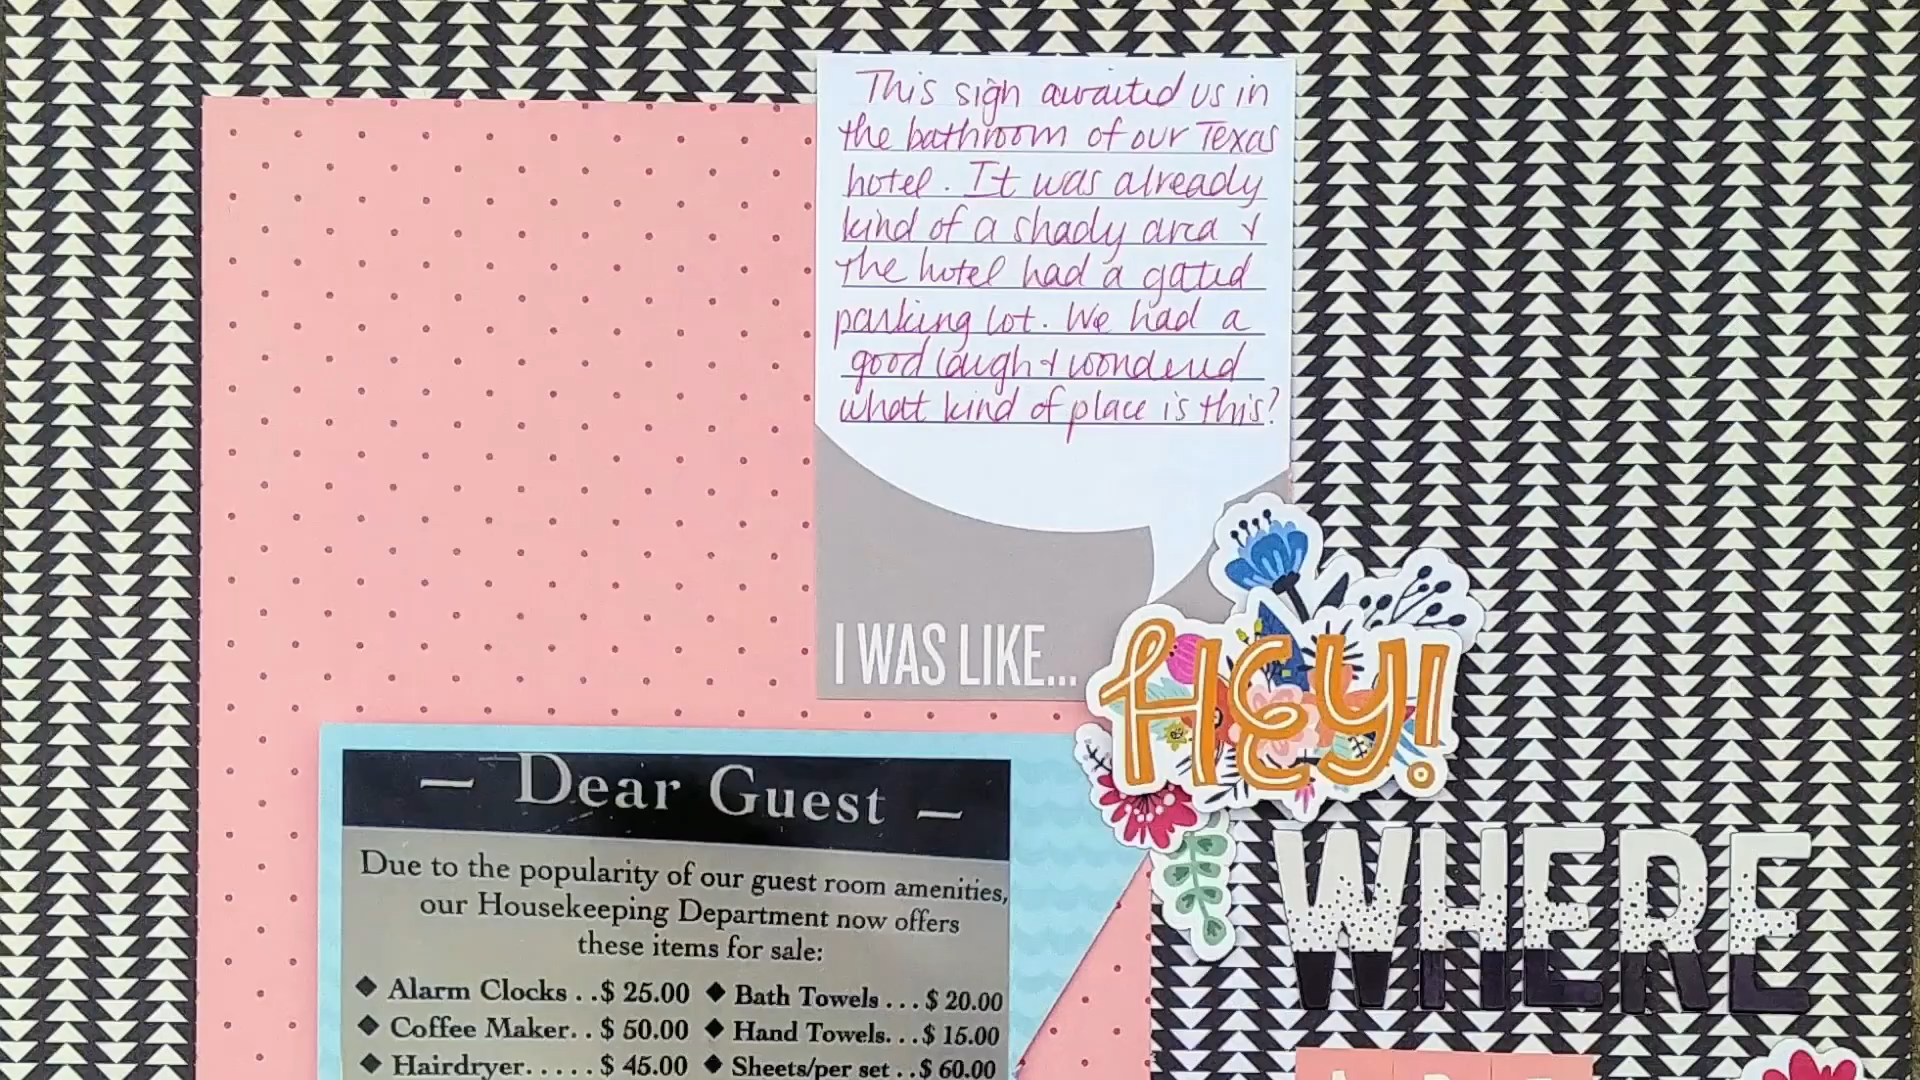 This sign awaited us in
the bathroom of our Texas
hotel. It was already
kind of a shady area &
the hotel had a gated
parking lot. We had a
good laugh & wondered
what kind of place is this?
I WAS LIKE...
HEY!
— Dear Guest —
Due to the popularity of our guest room amenities,
our Housekeeping Department now offers
these items for sale:
◆ Alarm Clocks . . $ 25.00 ◆ Bath Towels . . . $ 20.00
◆ Coffee Maker . . $ 50.00 ◆ Hand Towels. . . $ 15.00
◆ Hairdryer. . . . . $ 45.00 ◆ Sheets/per set . . $ 60.00
WHERE